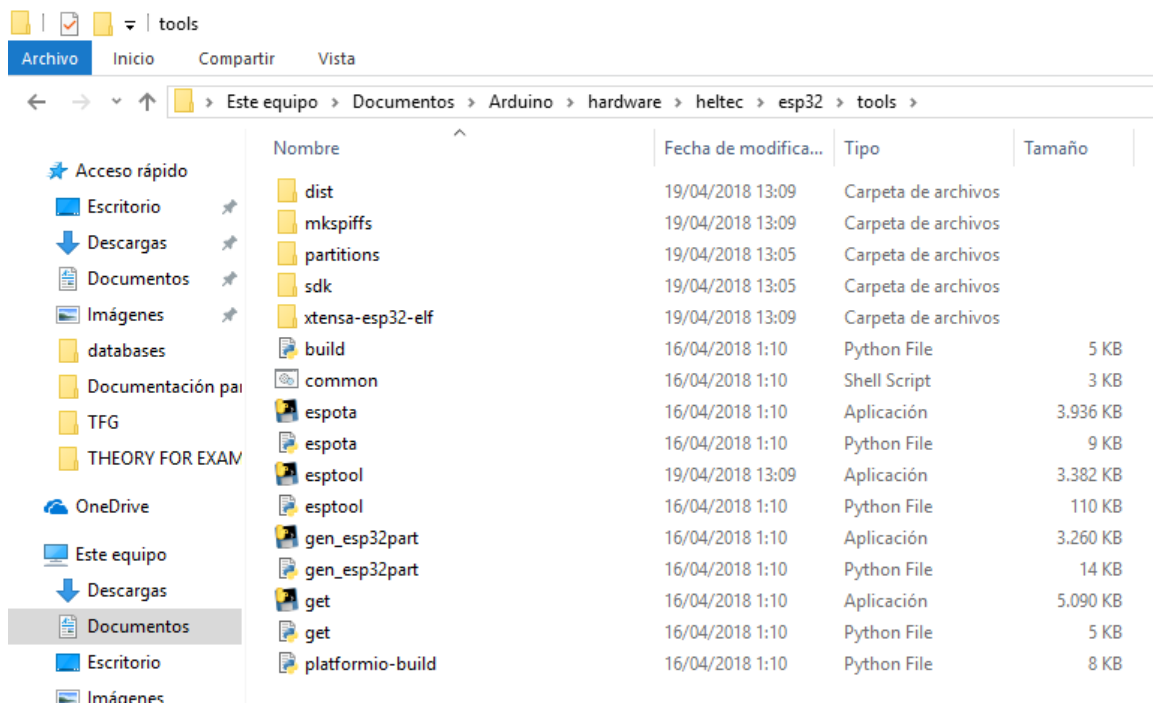 tools
Archivo Inicio Compartir Vista
Este equipo > Documentos > Arduino > hardware > heltec > esp32 > tools >
Acceso rápido
Escritorio
Descargas
Documentos
Imágenes
databases
Documentación par
TFG
THEORY FOR EXAM
OneDrive
Este equipo
Descargas
Documentos
Escritorio
Imágenes
Nombre Fecha de modifica... Tipo Tamaño
dist 19/04/2018 13:09 Carpeta de archivos
mkspiffs 19/04/2018 13:09 Carpeta de archivos
partitions 19/04/2018 13:05 Carpeta de archivos
sdk 19/04/2018 13:05 Carpeta de archivos
xtensa-esp32-elf 19/04/2018 13:09 Carpeta de archivos
build 16/04/2018 1:10 Python File 5 KB
common 16/04/2018 1:10 Shell Script 3 KB
espota 16/04/2018 1:10 Aplicación 3.936 KB
espota 16/04/2018 1:10 Python File 9 KB
esptool 19/04/2018 13:09 Aplicación 3.382 KB
esptool 16/04/2018 1:10 Python File 110 KB
gen_esp32part 16/04/2018 1:10 Aplicación 3.260 KB
gen_esp32part 16/04/2018 1:10 Python File 14 KB
get 16/04/2018 1:10 Aplicación 5.090 KB
get 16/04/2018 1:10 Python File 5 KB
platformio-build 16/04/2018 1:10 Python File 8 KB